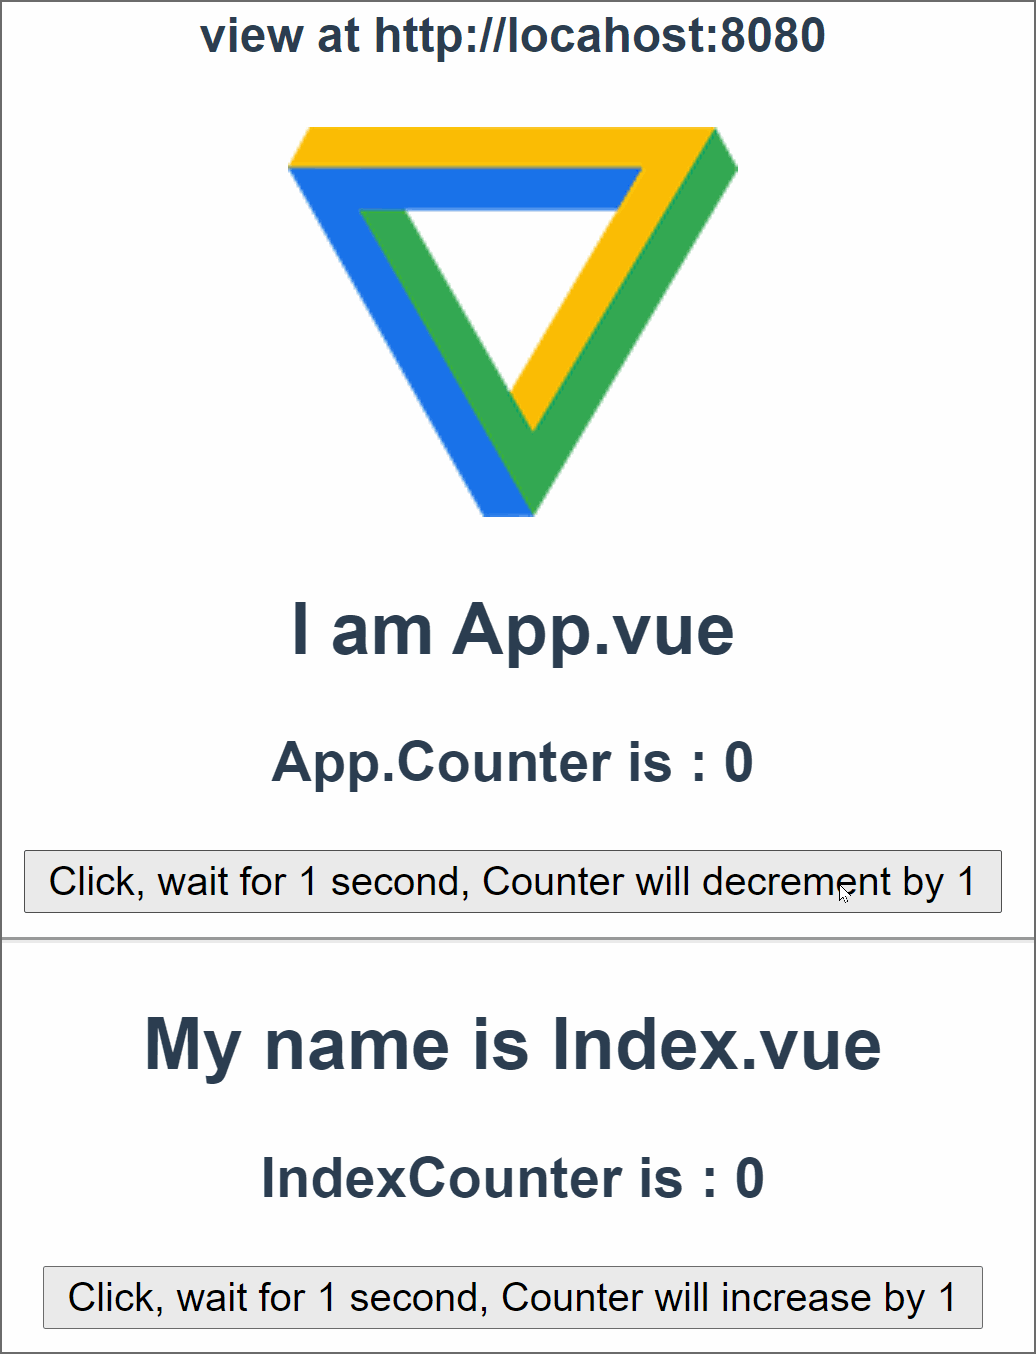 view at http://locahost:8080
I am App.vue
App.Counter is : 0
Click, wait for 1 second, Counter will decrement by 1
My name is Index.vue
IndexCounter is : 0
Click, wait for 1 second, Counter will increase by 1